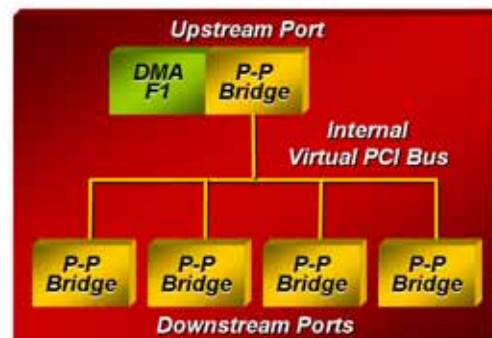 Upstream Port
DMA
F1
P-P
Bridge
Internal
Virtual PCI Bus
P-P
Bridge
P-P
Bridge
P-P
Bridge
P-P
Bridge
Downstream Ports